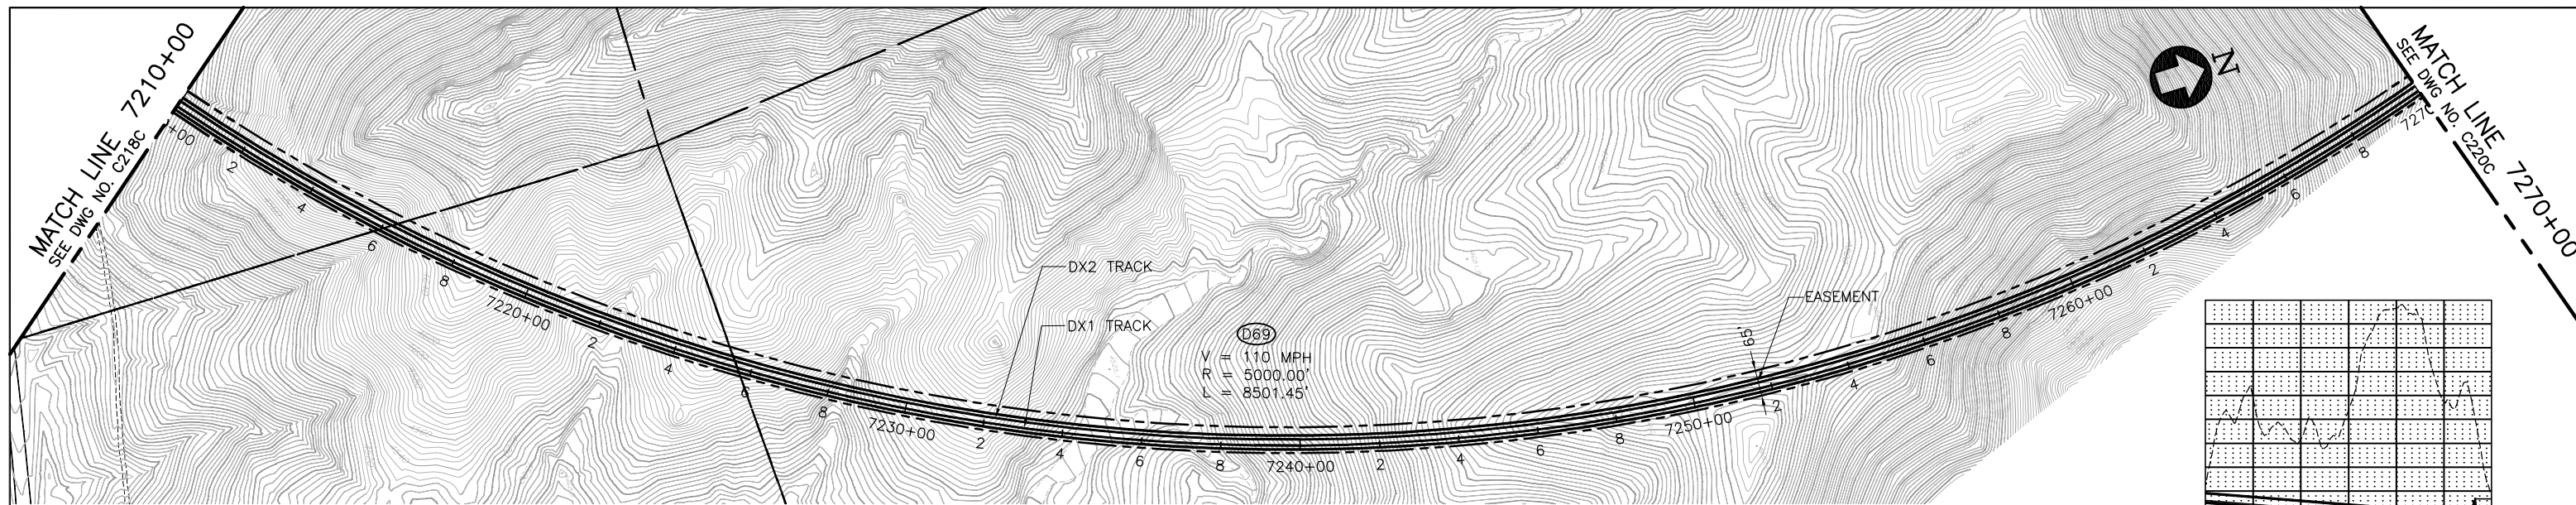 MATCH LINE 7210+00
SEE DWG NO. C218C
+00
2
4
6
8
7220+00
2
4
6
8
7230+00
2
4
6
8
7240+00
2
4
6
8
7250+00
2
4
6
8
7260+00
2
4
6
8
DX2 TRACK
DX1 TRACK
D69
V = 110 MPH
R = 5000.00'
L = 8501.45'
65'
EASEMENT
N
MATCH LINE 7270+00
SEE DWG NO. C220C